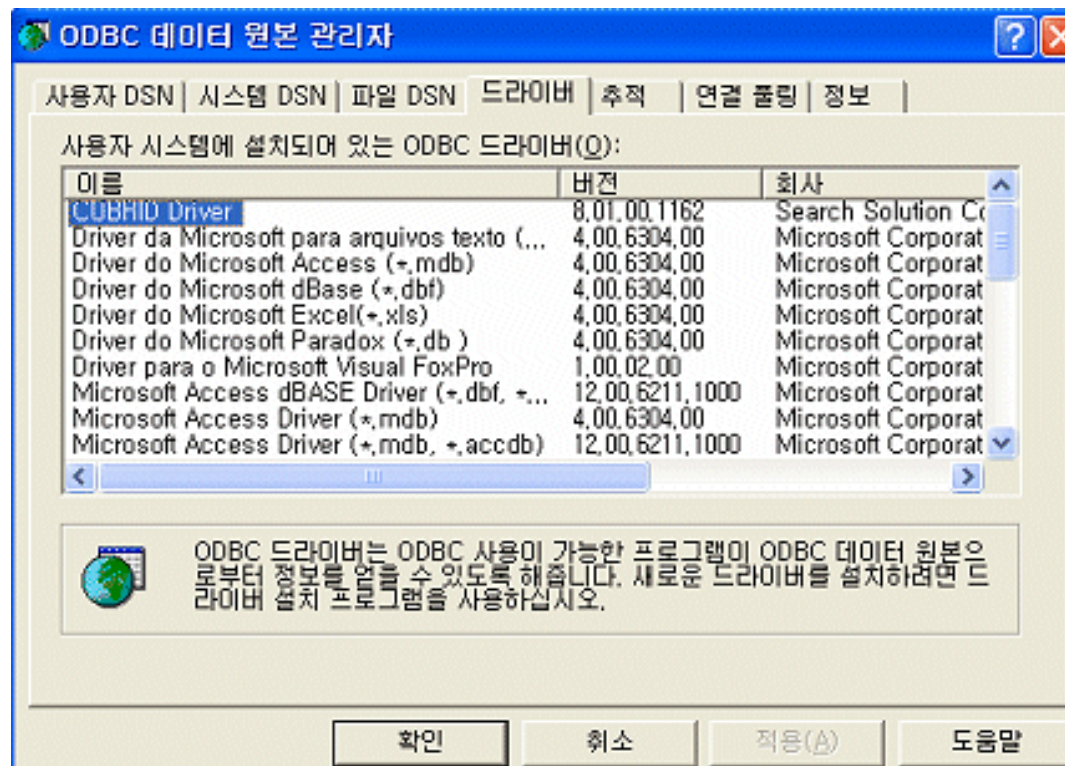 ODBC 데이터 원본 관리자
사용자 DSN 시스템 DSN 파일 DSN 드라이버 추적 연결 풀링 정보
사용자 시스템에 설치되어 있는 ODBC 드라이버(O):
이름 버전 회사
CUBRID Driver 8.01.00.1162 Search Solution Co
Driver da Microsoft para arquivos texto (... 4.00.6304.00 Microsoft Corporat
Driver do Microsoft Access (*.mdb) 4.00.6304.00 Microsoft Corporat
Driver do Microsoft dBase (*.dbf) 4.00.6304.00 Microsoft Corporat
Driver do Microsoft Excel(*.xls) 4.00.6304.00 Microsoft Corporat
Driver do Microsoft Paradox (*.db ) 4.00.6304.00 Microsoft Corporat
Driver para o Microsoft Visual FoxPro 1.00.02.00 Microsoft Corporat
Microsoft Access dBASE Driver (*.dbf, *... 12.00.6211.1000 Microsoft Corporat
Microsoft Access Driver (*.mdb) 4.00.6304.00 Microsoft Corporat
Microsoft Access Driver (*.mdb, *.accdb) 12.00.6211.1000 Microsoft Corporat
ODBC 드라이버는 ODBC 사용이 가능한 프로그램이 ODBC 데이터 원본으
로부터 정보를 얻을 수 있도록 해줍니다. 새로운 드라이버를 설치하려면 드
라이버 설치 프로그램을 사용하십시오.
확인 취소 적용(A) 도움말